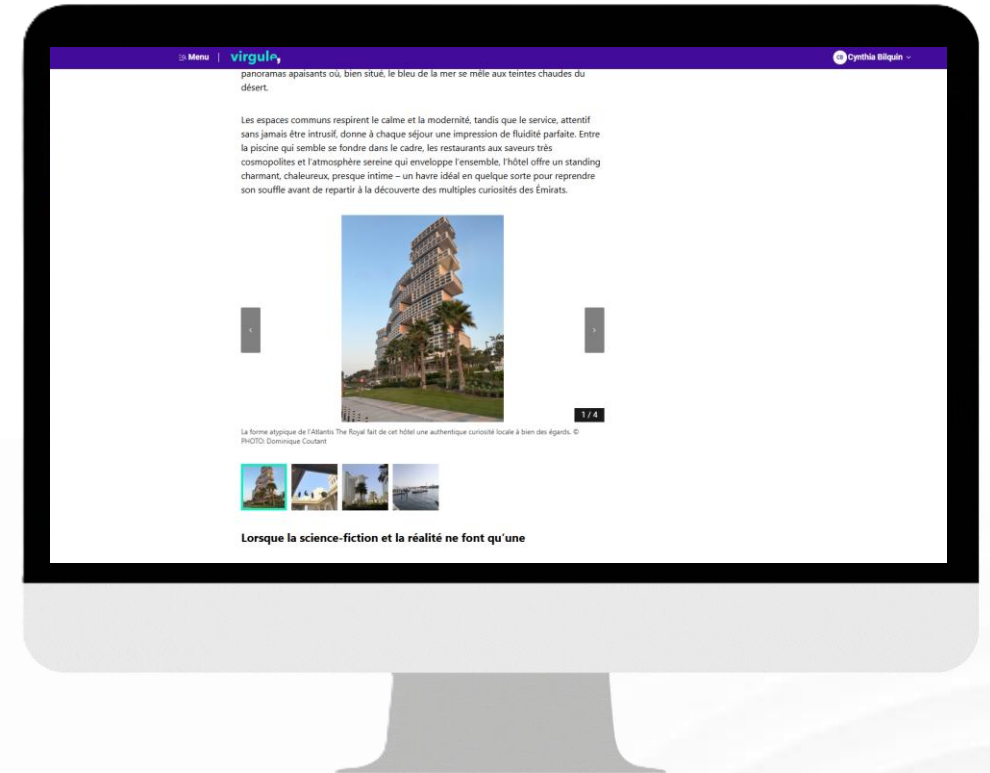 Menu | virgule,
CB Cynthia Bilquin
panoramas apaisants où, bien situé, le bleu de la mer se mêle aux teintes chaudes du
désert.
Les espaces communs respirent le calme et la modernité, tandis que le service, attentif
sans jamais être intrusif, donne à chaque séjour une impression de fluidité parfaite. Entre
la piscine qui semble se fondre dans le cadre, les restaurants aux saveurs très
cosmopolites et l'atmosphère sereine qui enveloppe l'ensemble, l'hôtel offre un standing
charmant, chaleureux, presque intime – un havre idéal en quelque sorte pour reprendre
son souffle avant de repartir à la découverte des multiples curiosités des Émirats.
1 / 4
La forme atypique de l'Atlantis The Royal fait de cet hôtel une authentique curiosité locale à bien des égards. ©
PHOTO: Dominique Coutant
Lorsque la science-fiction et la réalité ne font qu'une